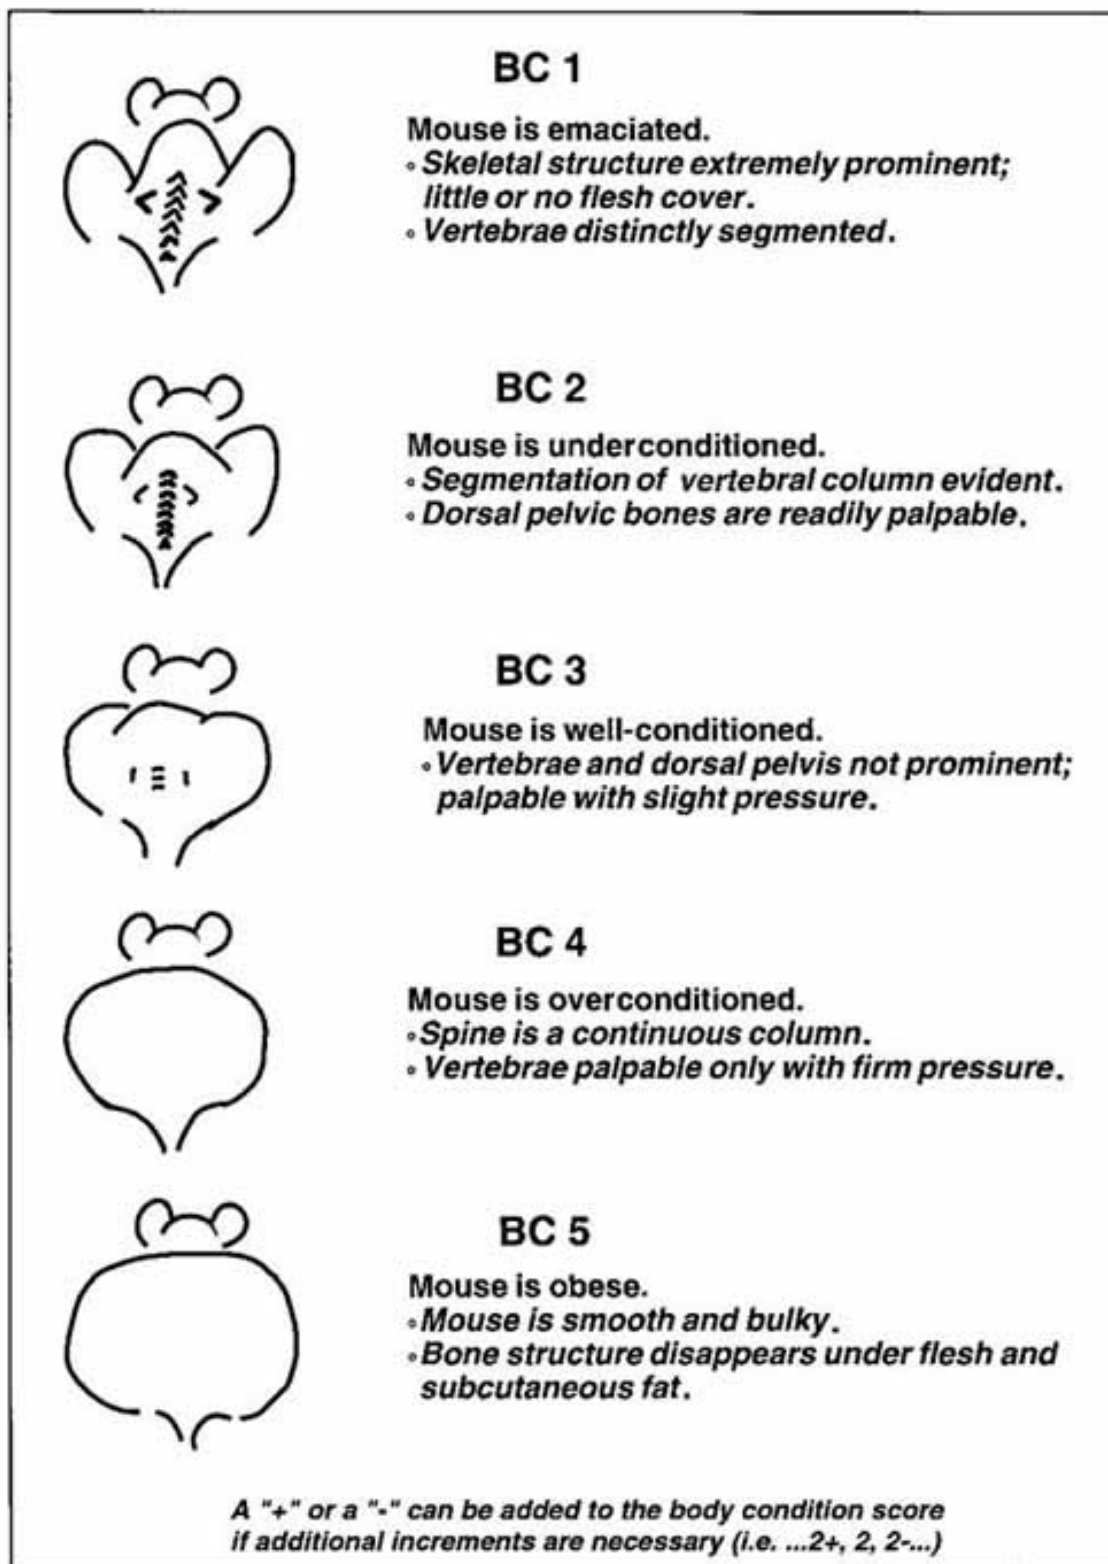 BC 1
Mouse is emaciated.
◦ Skeletal structure extremely prominent;
little or no flesh cover.
◦ Vertebrae distinctly segmented.
BC 2
Mouse is underconditioned.
◦ Segmentation of vertebral column evident.
◦ Dorsal pelvic bones are readily palpable.
BC 3
Mouse is well-conditioned.
◦ Vertebrae and dorsal pelvis not prominent;
palpable with slight pressure.
BC 4
Mouse is overconditioned.
◦ Spine is a continuous column.
◦ Vertebrae palpable only with firm pressure.
BC 5
Mouse is obese.
◦ Mouse is smooth and bulky.
◦ Bone structure disappears under flesh and
subcutaneous fat.
A "+" or a "-" can be added to the body condition score
if additional increments are necessary (i.e. ...2+, 2, 2-...)